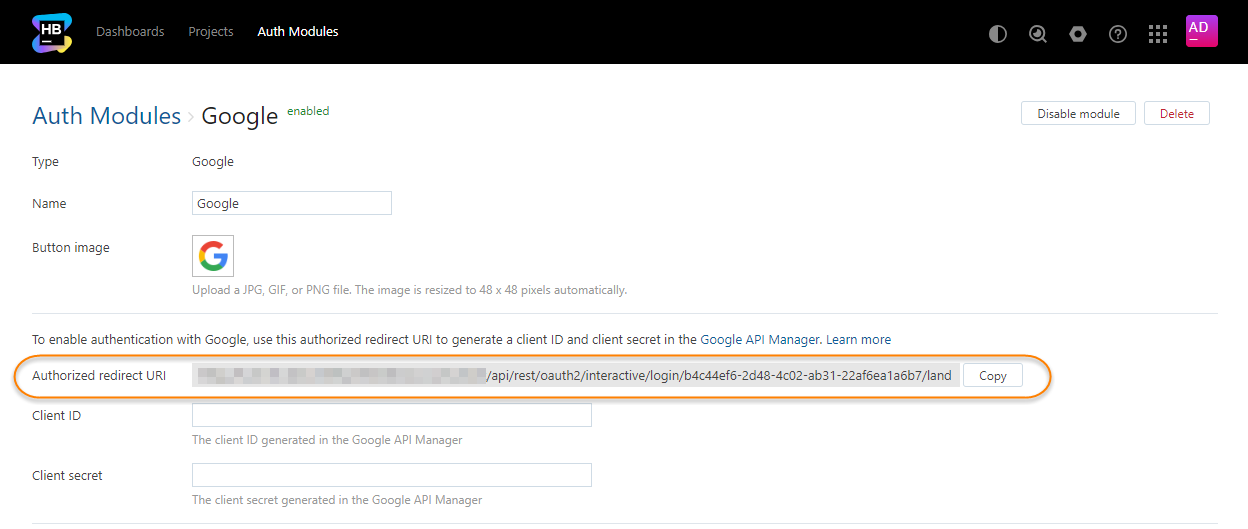 HB
Dashboards Projects Auth Modules
AD
Auth Modules › Google enabled
Disable module Delete
Type Google
Name Google
Button image
Upload a JPG, GIF, or PNG file. The image is resized to 48 x 48 pixels automatically.
To enable authentication with Google, use this authorized redirect URI to generate a client ID and client secret in the Google API Manager. Learn more
Authorized redirect URI /api/rest/oauth2/interactive/login/b4c44ef6-2d48-4c02-ab31-22af6ea1a6b7/land Copy
Client ID
The client ID generated in the Google API Manager
Client secret
The client secret generated in the Google API Manager